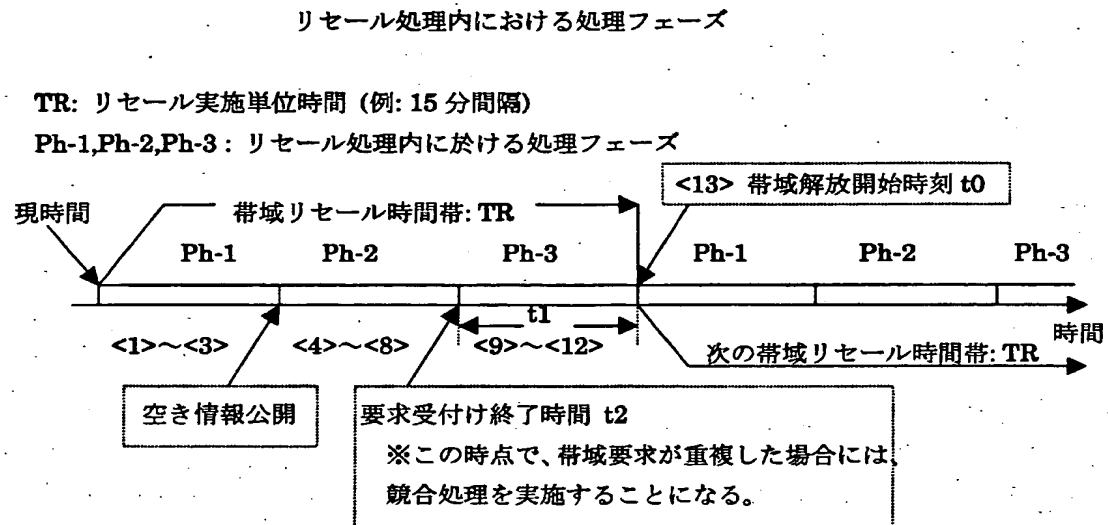 リセール処理内における処理フェーズ
TR: リセール実施単位時間 (例: 15 分間隔)
Ph-1,Ph-2,Ph-3 : リセール処理内に於ける処理フェーズ
<13> 帯域解放開始時刻 t0
現時間
帯域リセール時間帯: TR
Ph-1 Ph-2 Ph-3 Ph-1 Ph-2 Ph-3
t1
時間
<1>～<3> <4>～<8> <9>～<12>
次の帯域リセール時間帯: TR
空き情報公開
要求受付け終了時間 t2
※この時点で、帯域要求が重複した場合には、
競合処理を実施することになる。